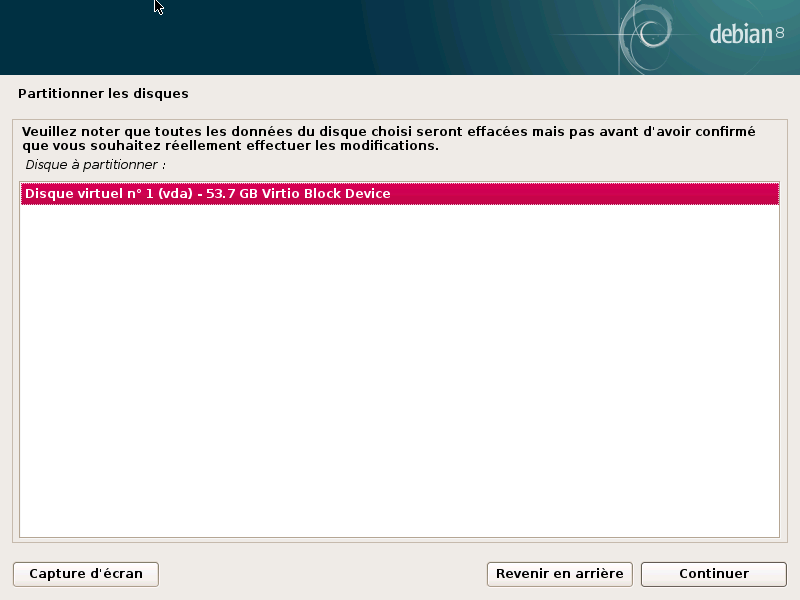 debian 8
Partitionner les disques
Veuillez noter que toutes les données du disque choisi seront effacées mais pas avant d'avoir confirmé
que vous souhaitez réellement effectuer les modifications.
Disque à partitionner :
Disque virtuel n° 1 (vda) - 53.7 GB Virtio Block Device
Capture d'écran
Revenir en arrière
Continuer